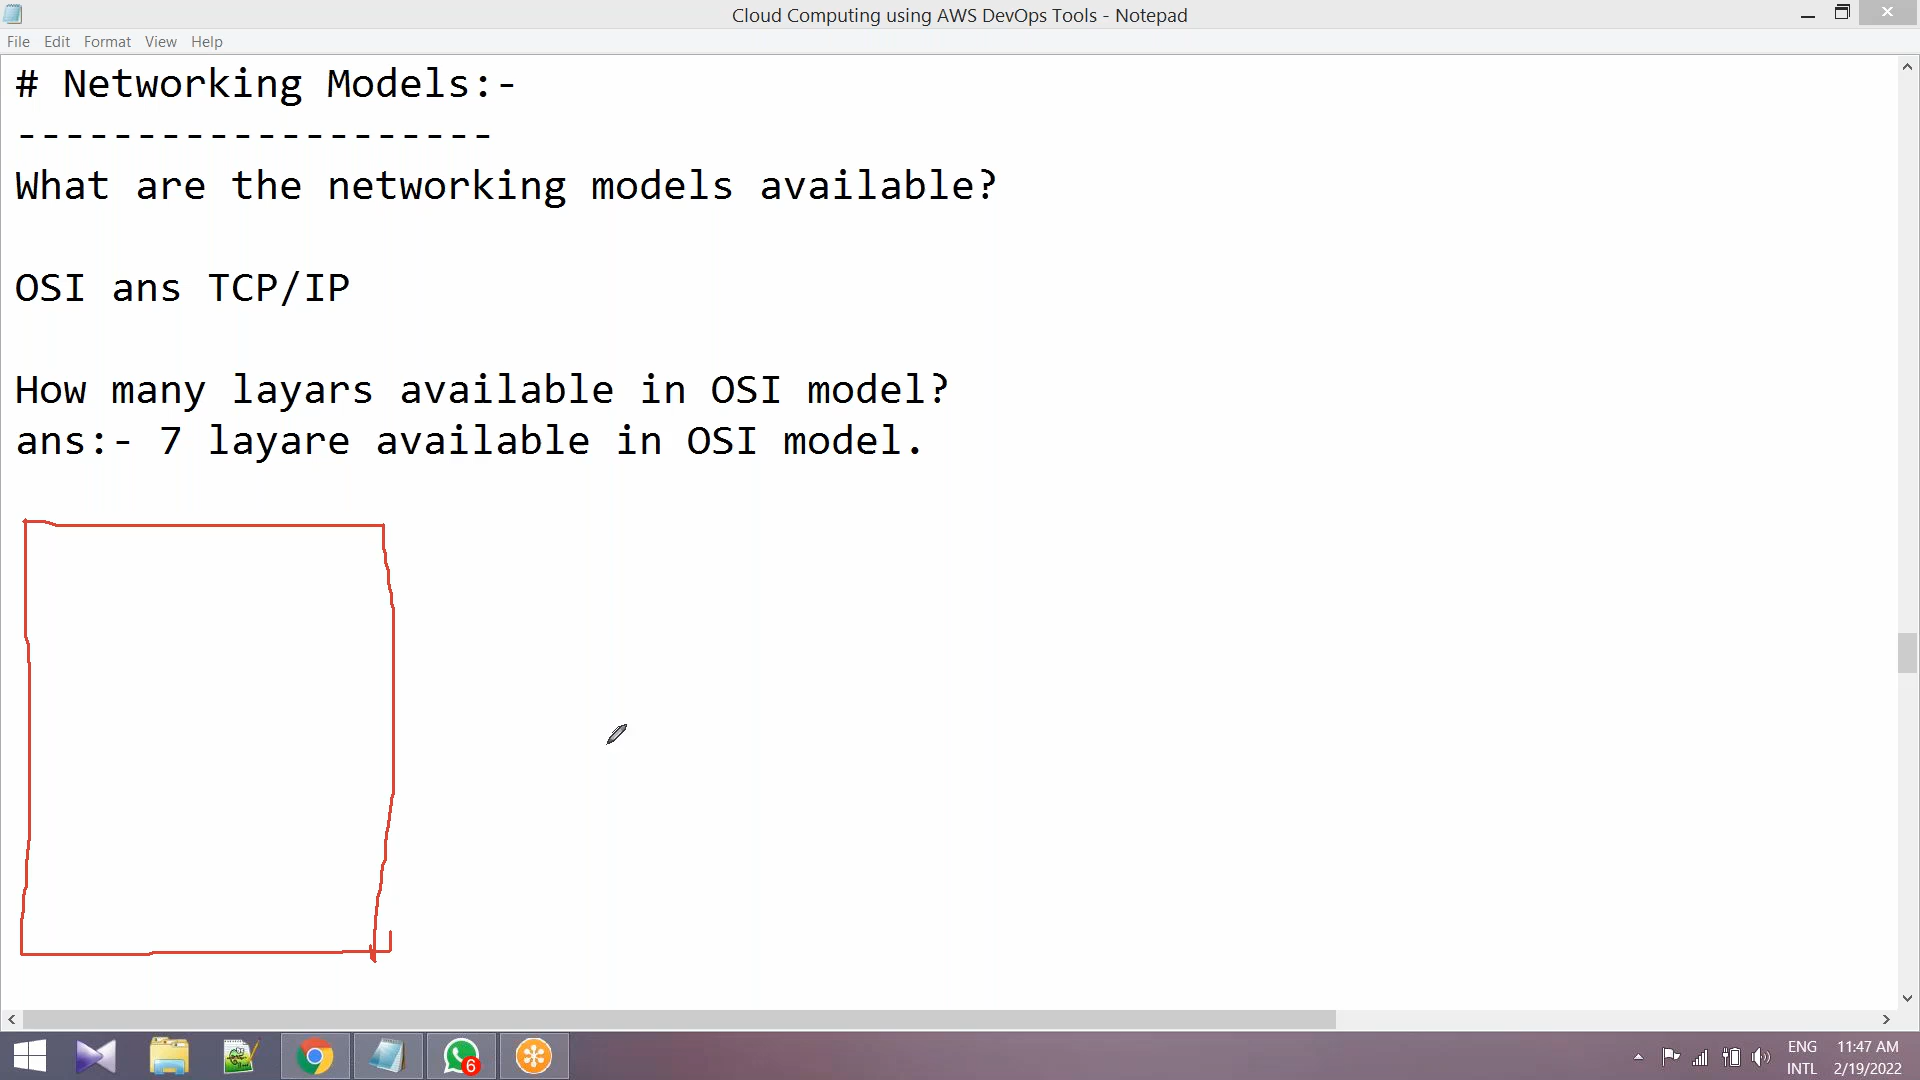 Cloud Computing using AWS DevOps Tools - Notepad
File Edit Format View Help
# Networking Models:-
--------------------
What are the networking models available?
OSI ans TCP/IP
How many layars available in OSI model?
ans:- 7 layare available in OSI model.
6
ENG 11:47 AM
INTL 2/19/2022